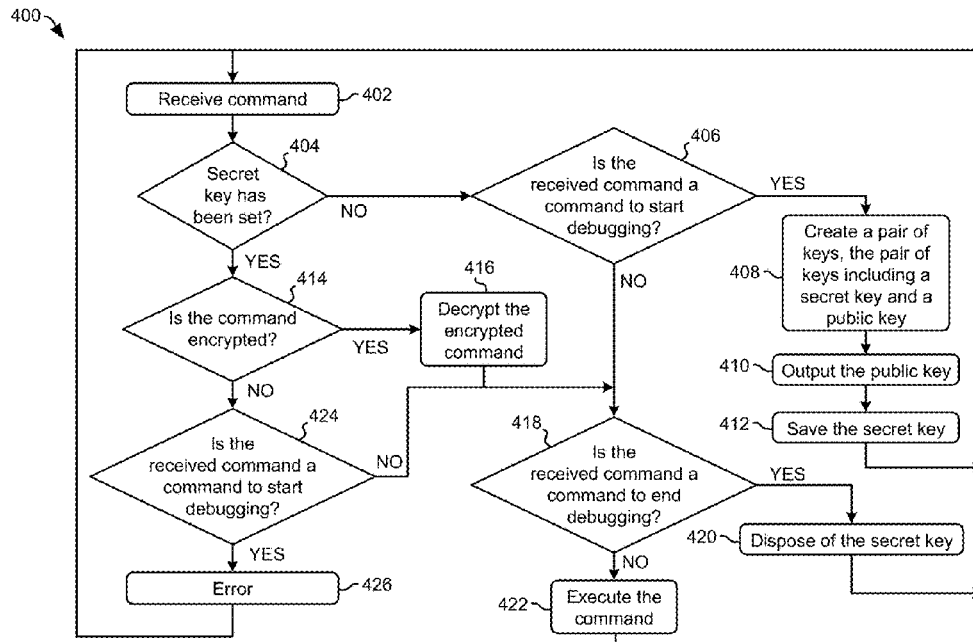 400
Receive command
402
404
Secret
key has
been set?
NO
YES
406
Is the
received command a
command to start
debugging?
YES
NO
408
Create a pair of
keys, the pair of
keys including a
secret key and a
public key
410
Output the public key
412
Save the secret key
414
Is the command
encrypted?
YES
NO
416
Decrypt the
encrypted
command
424
Is the
received command a
command to start
debugging?
NO
YES
418
Is the
received command a
command to end
debugging?
YES
NO
420
Dispose of the secret key
Error
426
422
Execute the
command